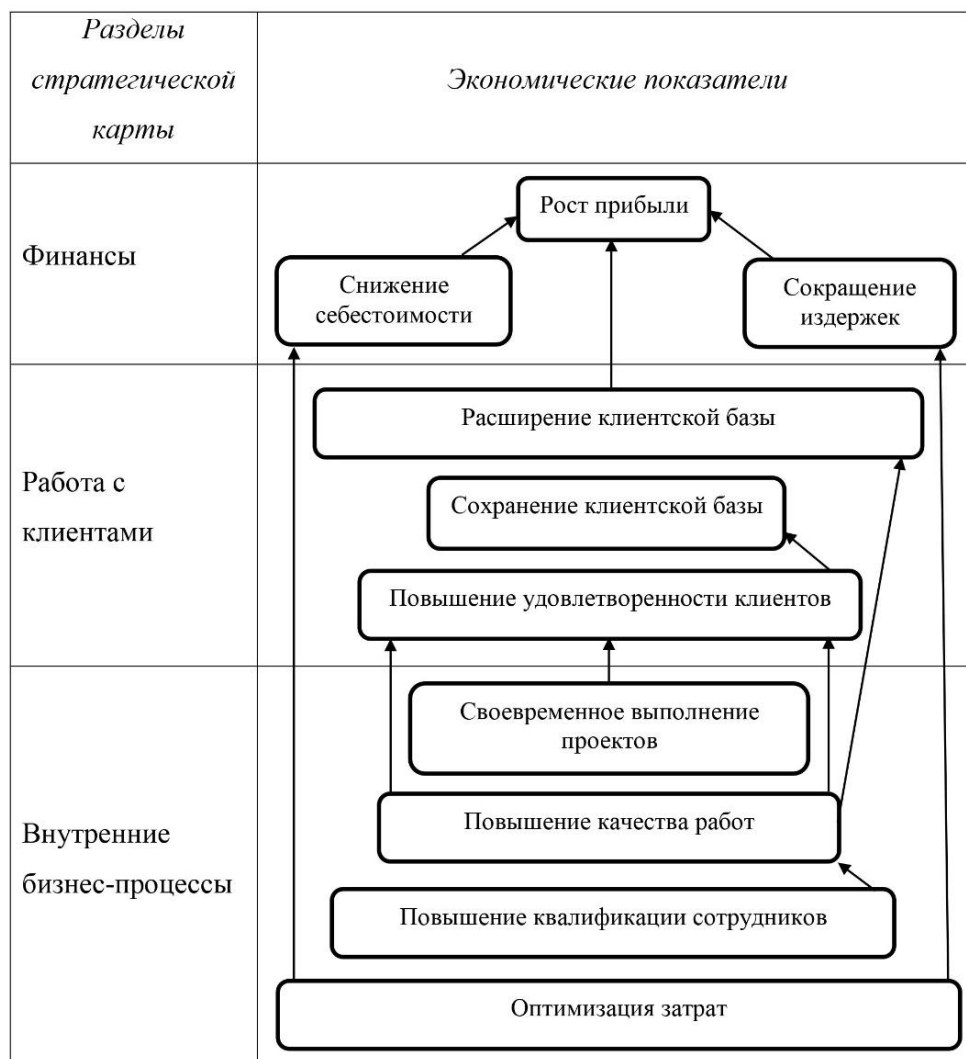 Разделы
стратегической
карты
Экономические показатели
Финансы
Рост прибыли
Снижение
себестоимости
Сокращение
издержек
Работа с
клиентами
Расширение клиентской базы
Сохранение клиентской базы
Повышение удовлетворенности клиентов
Внутренние
бизнес-процессы
Своевременное выполнение
проектов
Повышение качества работ
Повышение квалификации сотрудников
Оптимизация затрат